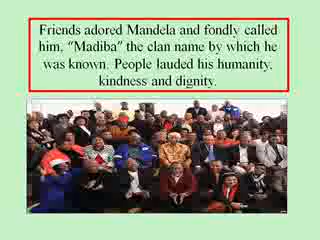 Friends adored Mandela and fondly called
him, “Madiba” the clan name by which he
was known. People lauded his humanity,
kindness and dignity.